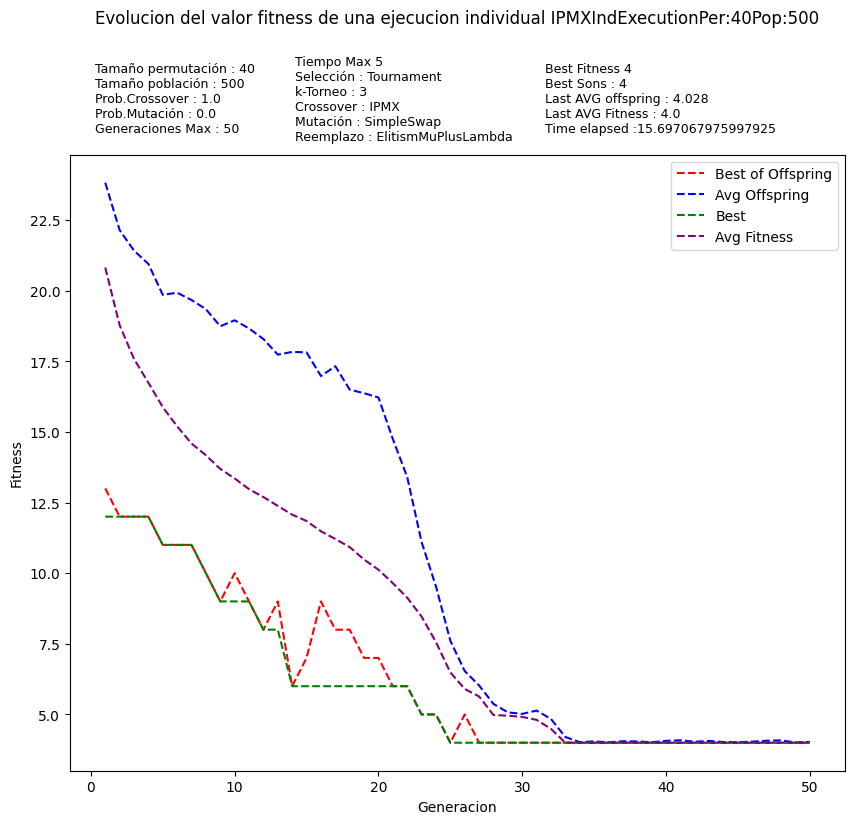 Evolucion del valor fitness de una ejecucion individual IPMXIndExecutionPer:40Pop:500
Tamaño permutación : 40
Tamaño población : 500
Prob.Crossover : 1.0
Prob.Mutación : 0.0
Generaciones Max : 50
Tiempo Max 5
Selección : Tournament
k-Torneo : 3
Crossover : IPMX
Mutación : SimpleSwap
Reemplazo : ElitismMuPlusLambda
Best Fitness 4
Best Sons : 4
Last AVG offspring : 4.028
Last AVG Fitness : 4.0
Time elapsed :15.697067975997925
Best of Offspring
Avg Offspring
Best
Avg Fitness
Fitness
22.5
20.0
17.5
15.0
12.5
10.0
7.5
5.0
0
10
20
30
40
50
Generacion